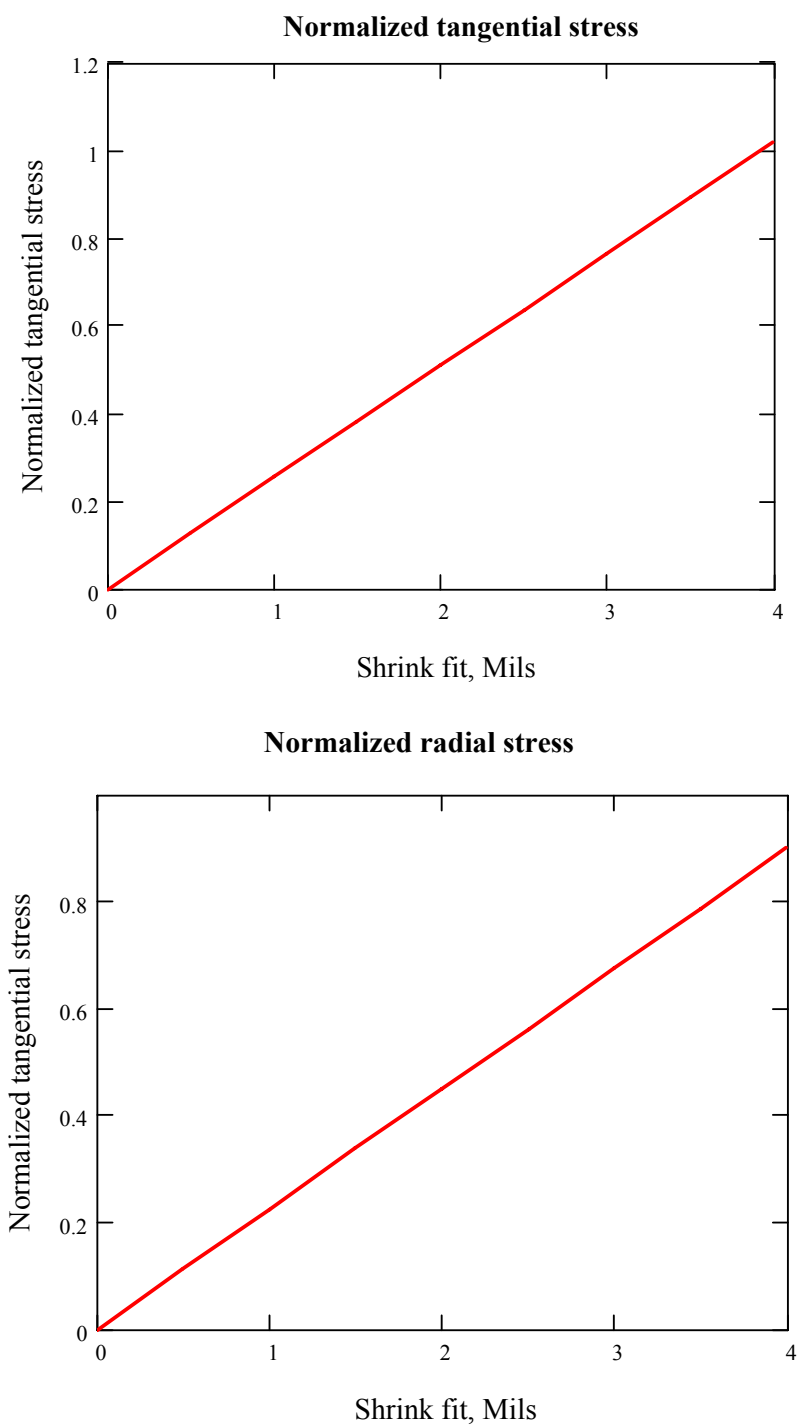 Normalized tangential stress
1.2
1
0.8
0.6
0.4
0.2
0
Normalized tangential stress
0 1 2 3 4
Shrink fit, Mils
Normalized radial stress
0.8
0.6
0.4
0.2
0
Normalized tangential stress
0 1 2 3 4
Shrink fit, Mils